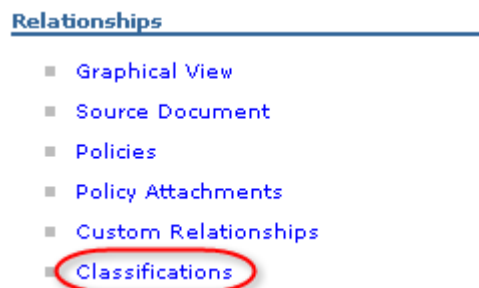 Relationships
Graphical View
Source Document
Policies
Policy Attachments
Custom Relationships
Classifications